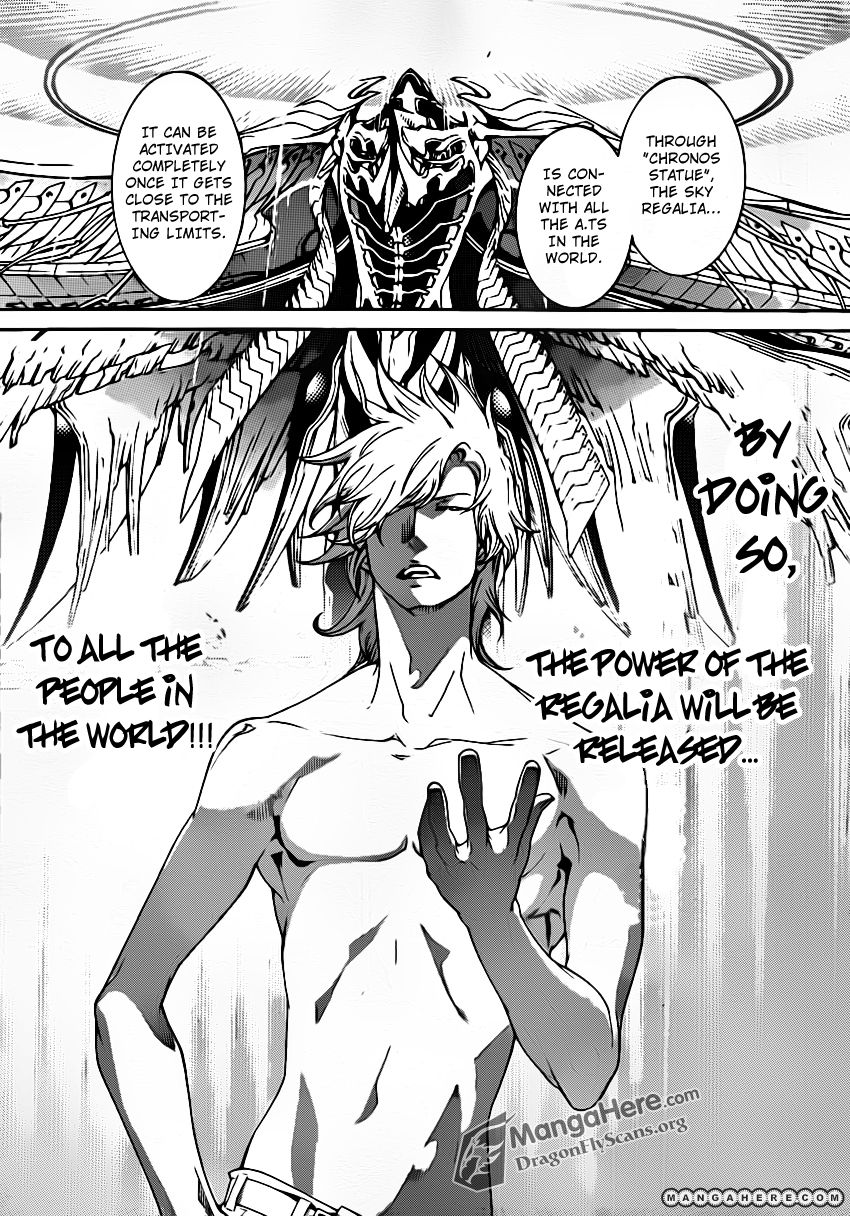 THROUGH
"CHRONOS
STATUE",
THE SKY
REGALIA...
IS CON-
NECTED
WITH ALL
THE A.TS
IN THE
WORLD.
IT CAN BE
ACTIVATED
COMPLETELY
ONCE IT GETS
CLOSE TO THE
TRANSPORT-
ING LIMITS.
BY
DOING
SO,
THE POWER OF THE
REGALIA WILL BE
RELEASED...
TO ALL THE
PEOPLE IN
THE WORLD!!!
MangaHere.com
DragonFlyScans.org
MANGAHERE.COM